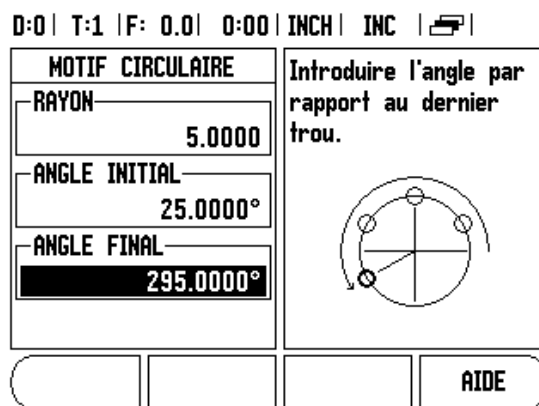 D:0 | T:1 | F: 0.0 | 0:00 | INCH | INC
MOTIF CIRCULAIRE
RAYON
5.0000
ANGLE INITIAL
25.0000°
ANGLE FINAL
295.0000°
Introduire l'angle par
rapport au dernier
trou.
AIDE